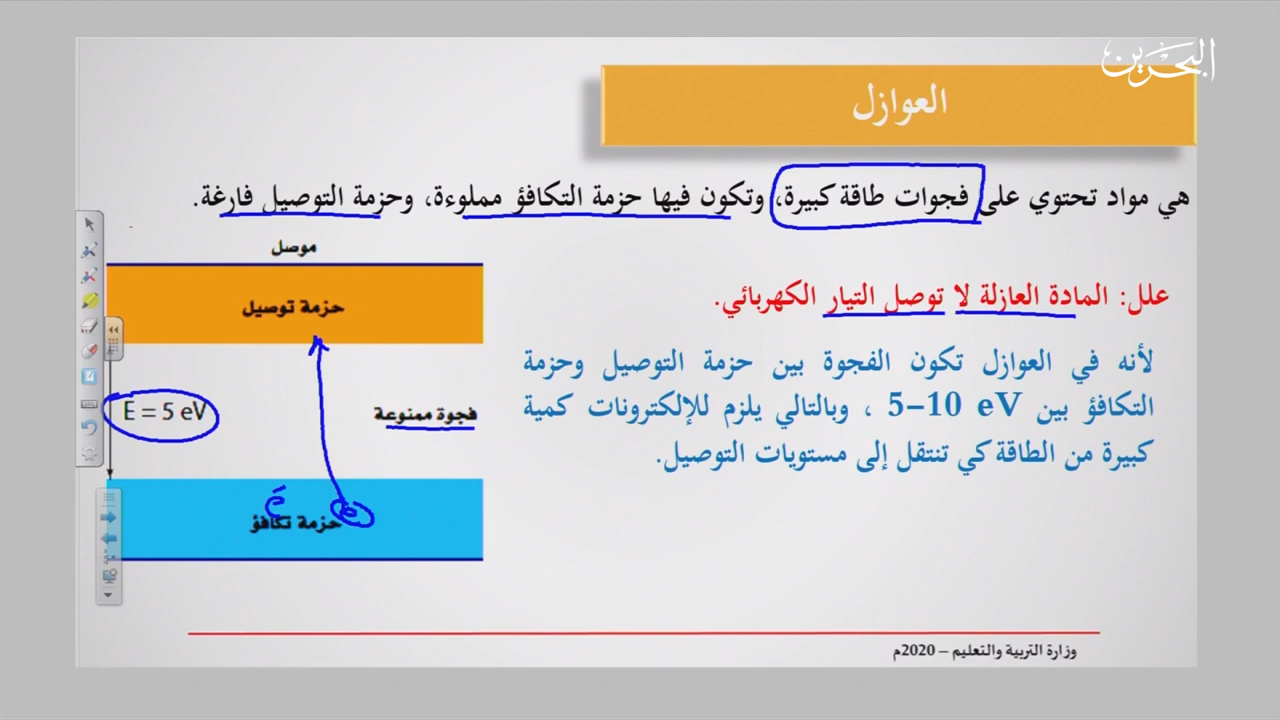 البحرين
العوازل
هي مواد تحتوي على فجوات طاقة كبيرة، وتكون فيها حزمة التكافؤ مملوءة، وحزمة التوصيل فارغة.
موصل
حزمة توصيل
علل: المادة العازلة لا توصل التيار الكهربائي.
لأنه في العوازل تكون الفجوة بين حزمة التوصيل وحزمة
التكافؤ بين 5–10 eV ، وبالتالي يلزم للإلكترونات كمية
كبيرة من الطاقة كي تنتقل إلى مستويات التوصيل.
فجوة ممنوعة
E = 5 eV
e
حزمة تكافؤ
وزارة التربية والتعليم – 2020م